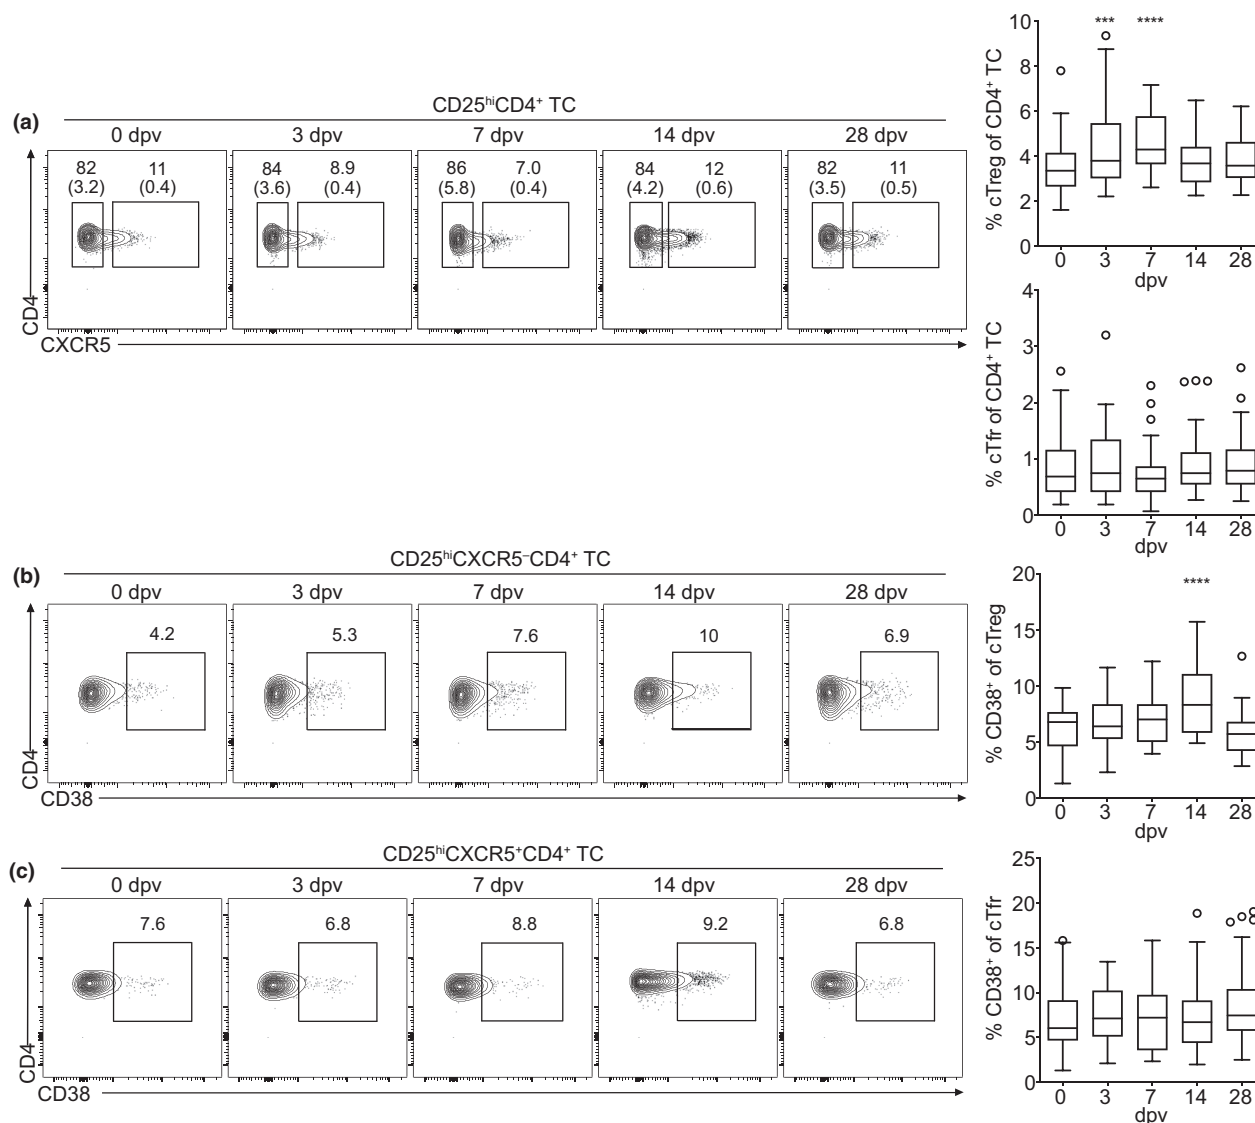 (a)
CD25hiCD4+ TC
0 dpv 3 dpv 7 dpv 14 dpv 28 dpv
82 11 84 8.9 86 7.0 84 12 82 11
(3.2) (0.4) (3.6) (0.4) (5.8) (0.4) (4.2) (0.6) (3.5) (0.5)
CD4
CXCR5
*** ****
10
8
6
4
2
0
% cTreg of CD4+ TC
0 3 7 14 28
dpv
4
3
2
1
0
% cTfr of CD4+ TC
0 3 7 14 28
dpv
(b)
CD25hiCXCR5–CD4+ TC
0 dpv 3 dpv 7 dpv 14 dpv 28 dpv
4.2 5.3 7.6 10 6.9
CD4
CD38
****
20
15
10
5
0
% CD38+ of cTreg
0 3 7 14 28
dpv
(c)
CD25hiCXCR5+CD4+ TC
0 dpv 3 dpv 7 dpv 14 dpv 28 dpv
7.6 6.8 8.8 9.2 6.8
CD4
CD38
25
20
15
10
5
0
% CD38+ of cTfr
0 3 7 14 28
dpv